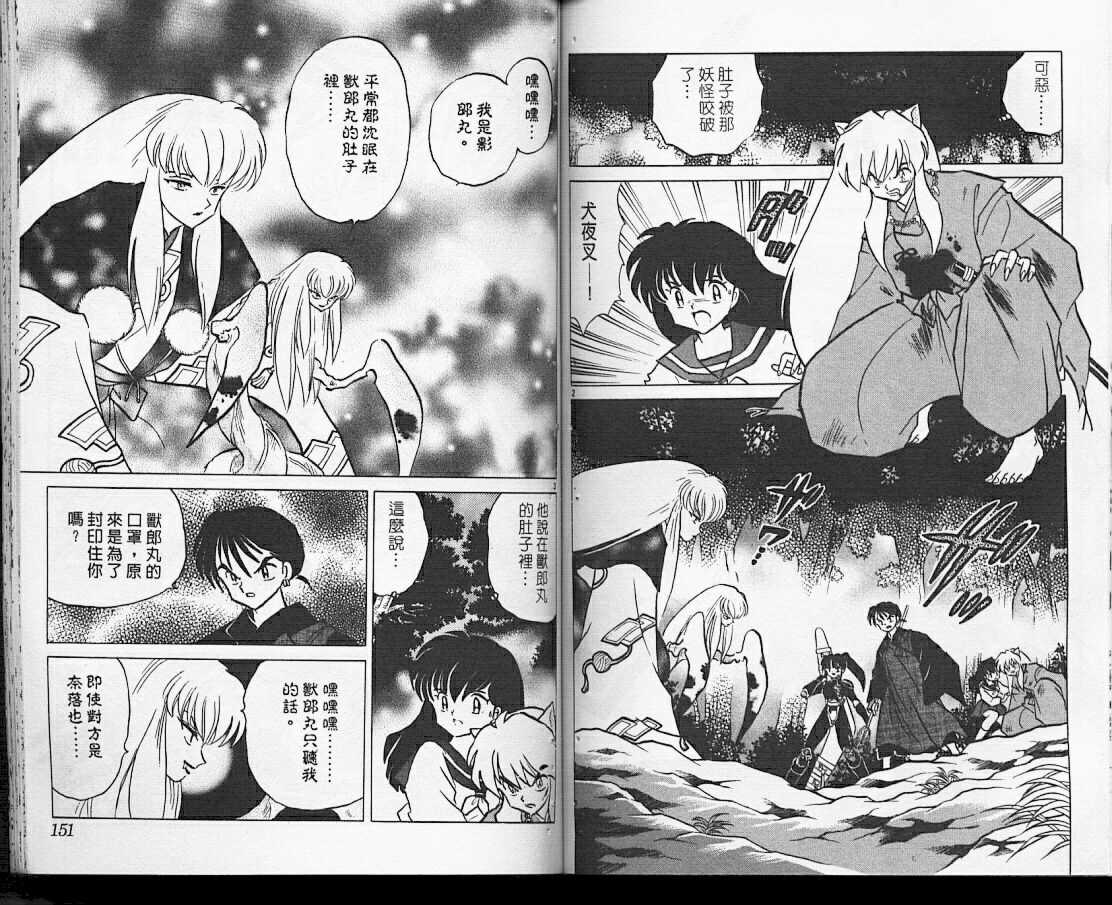 可惡⋯⋯
肚子被那
妖怪咬破
了⋯
犬夜叉——！
嘿嘿嘿⋯
我是影
郎丸。
平常都沈眠在
獸郎丸的肚子
裡⋯⋯
他說在獸郎丸
的肚子裡⋯
這麼說⋯
獸郎丸的
口罩，原
來是為了
封印住你
嗎？
嘿嘿嘿⋯
獸郎丸只聽我
的話。
即使對方是
奈落也⋯⋯
151